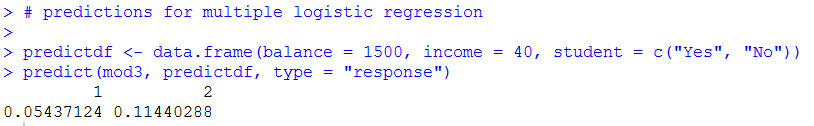 > # predictions for multiple logistic regression
>
> predictdf <- data.frame(balance = 1500, income = 40, student = c("Yes", "No"))
> predict(mod3, predictdf, type = "response")
1 2
0.05437124 0.11440288